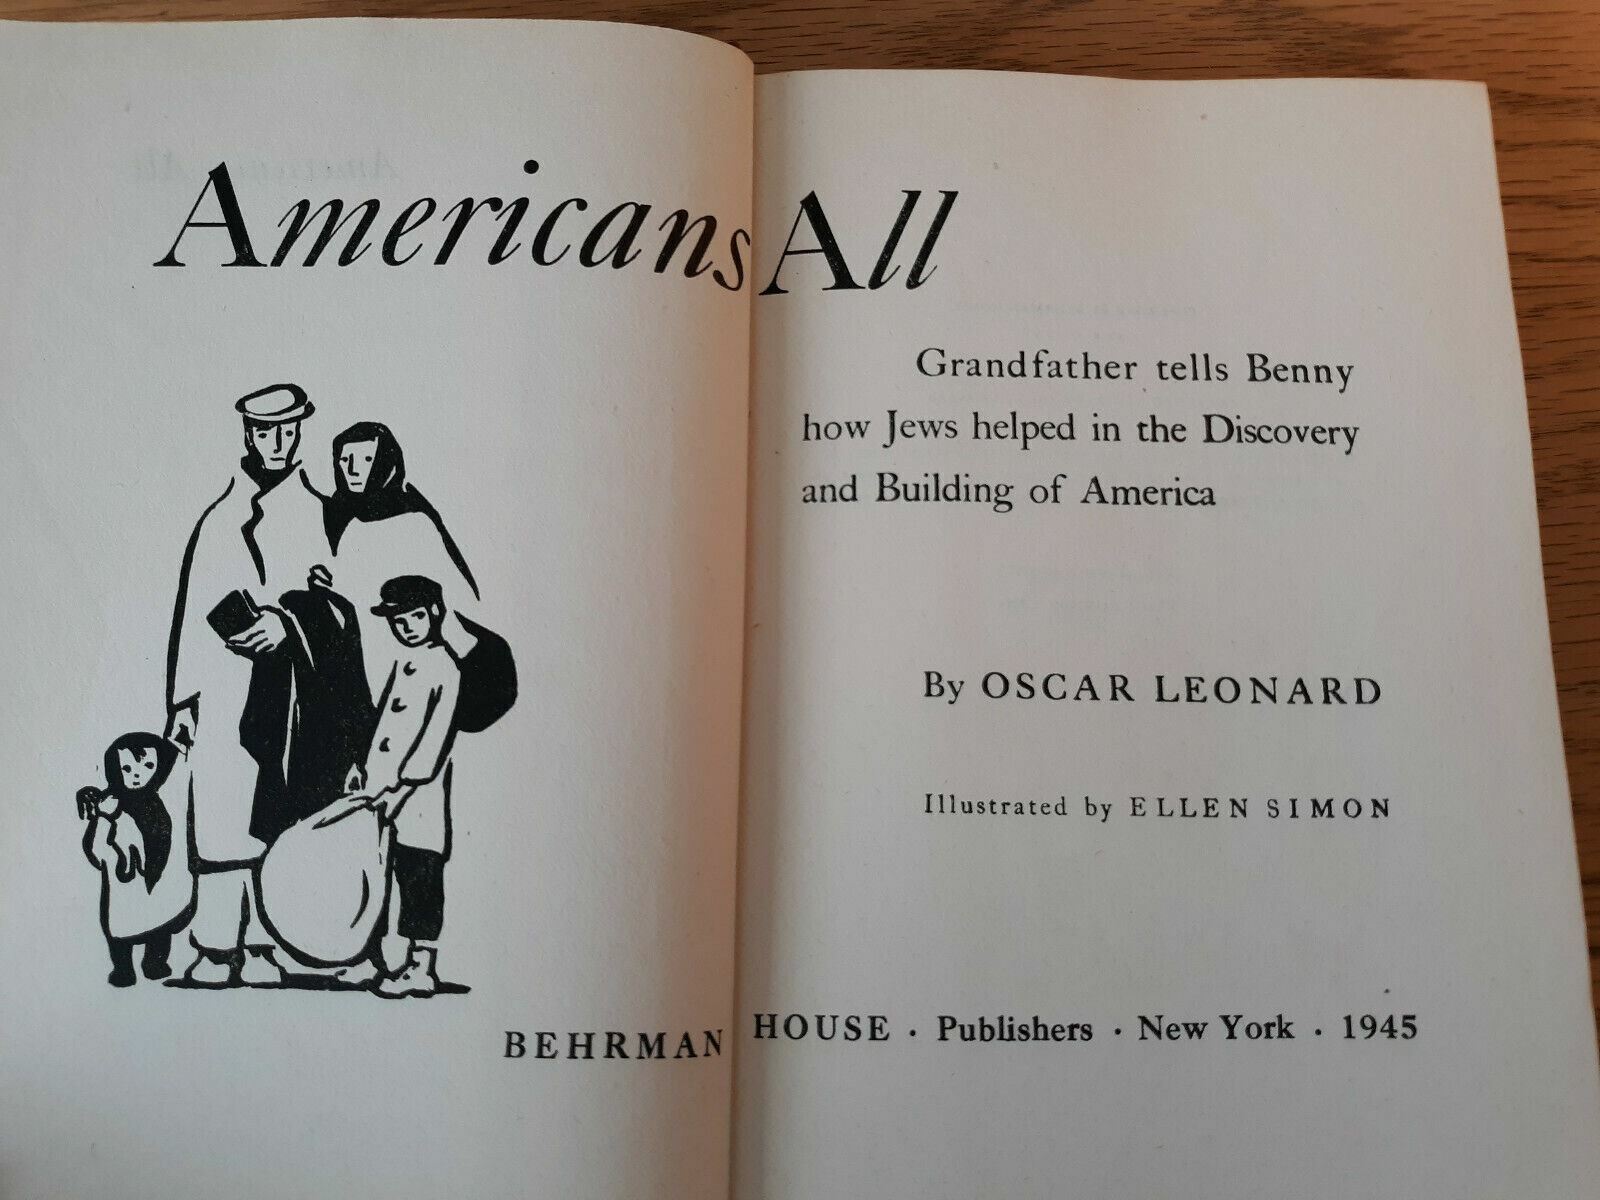 Americans All
Grandfather tells Benny
how Jews helped in the Discovery
and Building of America
By OSCAR LEONARD
Illustrated by ELLEN SIMON
BEHRMAN HOUSE · Publishers · New York · 1945